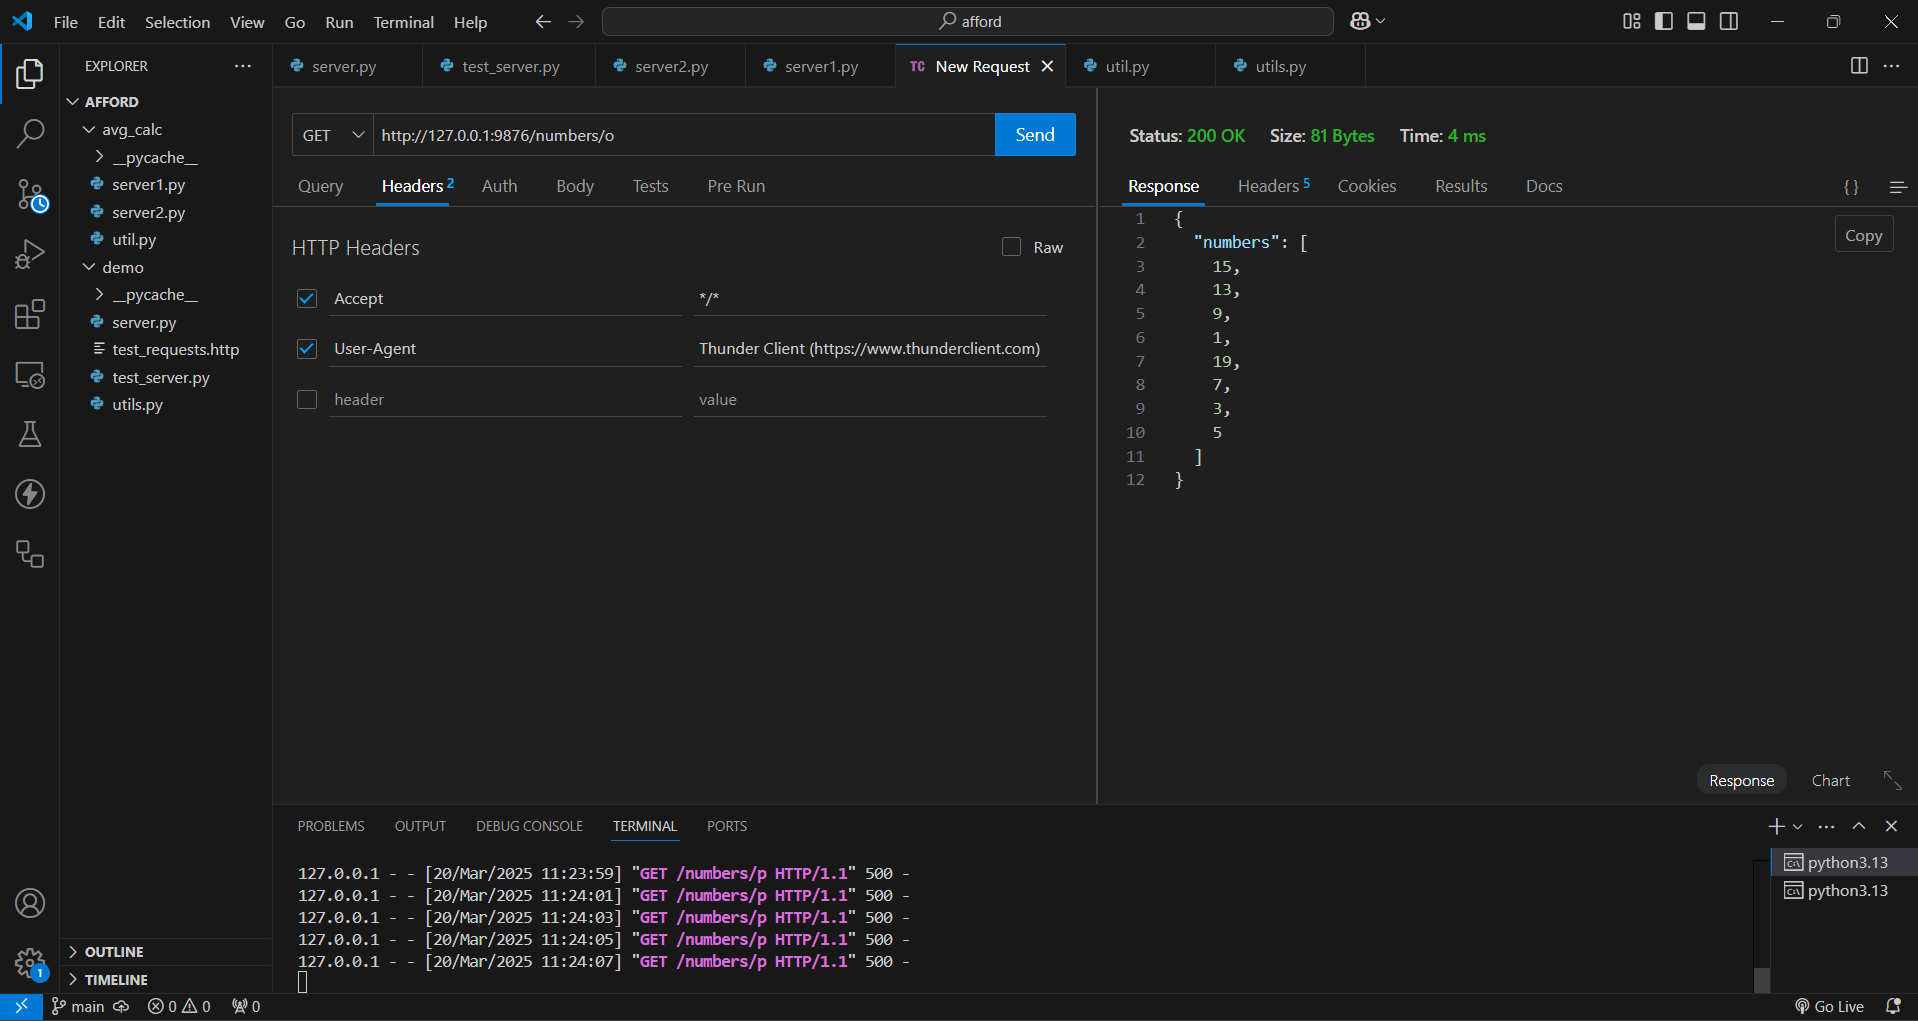 File Edit Selection View Go Run Terminal Help
afford
EXPLORER
AFFORD
avg_calc
__pycache__
server1.py
server2.py
util.py
demo
__pycache__
server.py
test_requests.http
test_server.py
utils.py
OUTLINE
TIMELINE
server.py
test_server.py
server2.py
server1.py
TC New Request
util.py
utils.py
GET http://127.0.0.1:9876/numbers/o Send
Query Headers 2 Auth Body Tests Pre Run
HTTP Headers Raw
Accept */*
User-Agent Thunder Client (https://www.thunderclient.com)
header value
Status: 200 OK Size: 81 Bytes Time: 4 ms
Response Headers 5 Cookies Results Docs { }
Copy
1 {
2 "numbers": [
3 15,
4 13,
5 9,
6 1,
7 19,
8 7,
9 3,
10 5
11 ]
12 }
Response Chart
PROBLEMS OUTPUT DEBUG CONSOLE TERMINAL PORTS
127.0.0.1 - - [20/Mar/2025 11:23:59] "GET /numbers/p HTTP/1.1" 500 -
127.0.0.1 - - [20/Mar/2025 11:24:01] "GET /numbers/p HTTP/1.1" 500 -
127.0.0.1 - - [20/Mar/2025 11:24:03] "GET /numbers/p HTTP/1.1" 500 -
127.0.0.1 - - [20/Mar/2025 11:24:05] "GET /numbers/p HTTP/1.1" 500 -
127.0.0.1 - - [20/Mar/2025 11:24:07] "GET /numbers/p HTTP/1.1" 500 -
python3.13
python3.13
1
main 0 0 0 Go Live